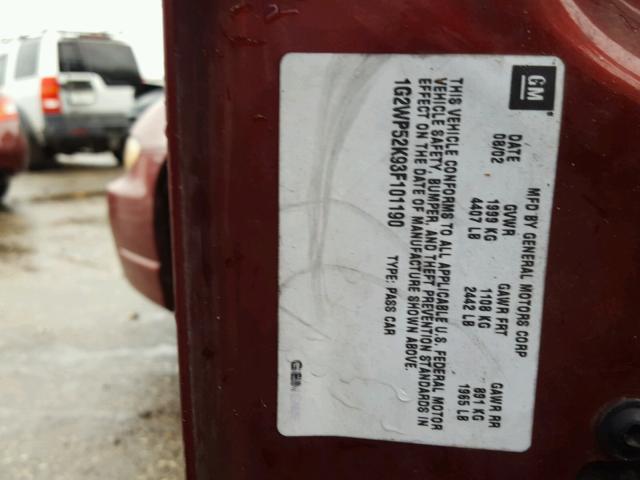 GM
MFD BY GENERAL MOTORS CORP
DATE GVWR GAWR FRT GAWR RR
08/02 1999 KG 1108 KG 891 KG
4407 LB 2442 LB 1965 LB
THIS VEHICLE CONFORMS TO ALL APPLICABLE U.S. FEDERAL MOTOR
VEHICLE SAFETY, BUMPER, AND THEFT PREVENTION STANDARDS IN
EFFECT ON THE DATE OF MANUFACTURE SHOWN ABOVE.
1G2WP52K93F101190 TYPE: PASS CAR